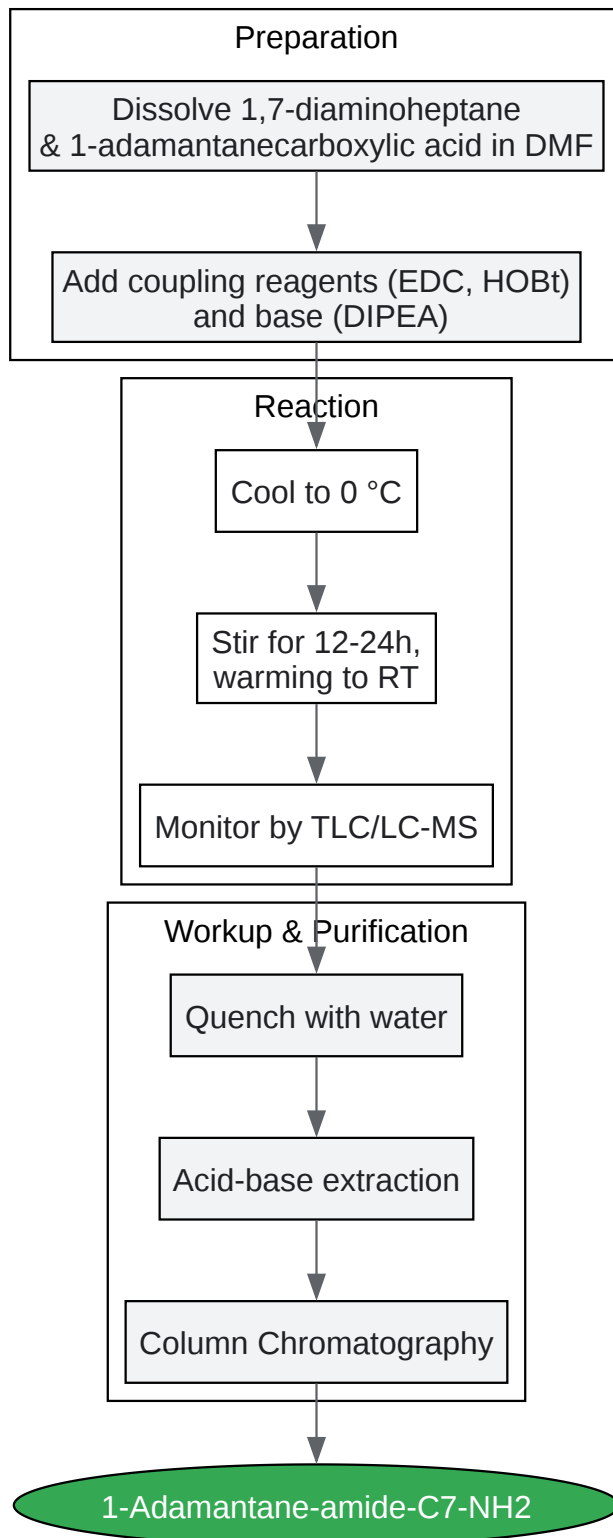 Preparation
Dissolve 1,7-diaminoheptane
& 1-adamantanecarboxylic acid in DMF
Add coupling reagents (EDC, HOBt)
and base (DIPEA)
Reaction
Cool to 0 °C
Stir for 12-24h,
warming to RT
Monitor by TLC/LC-MS
Workup & Purification
Quench with water
Acid-base extraction
Column Chromatography
1-Adamantane-amide-C7-NH2